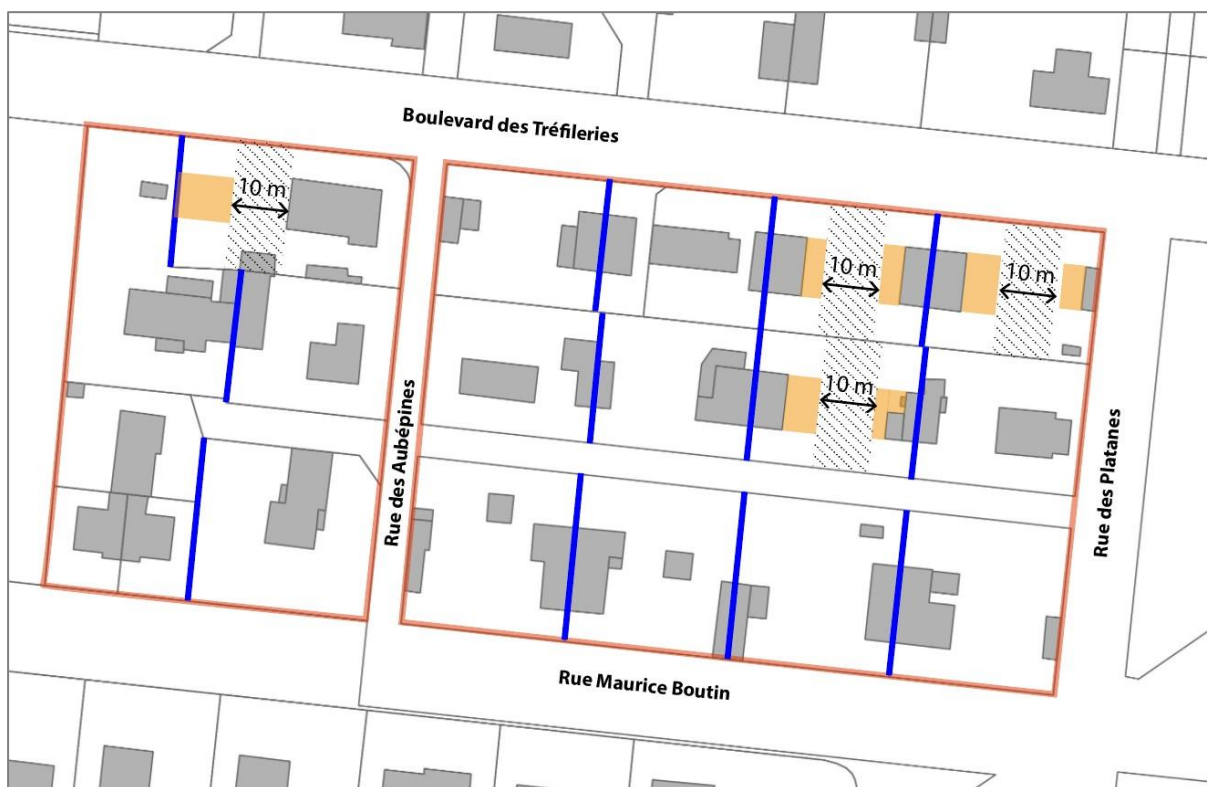 Boulevard des Tréfileries
10 m
10 m
10 m
10 m
Rue des Aubépines
Rue des Platanes
Rue Maurice Boutin